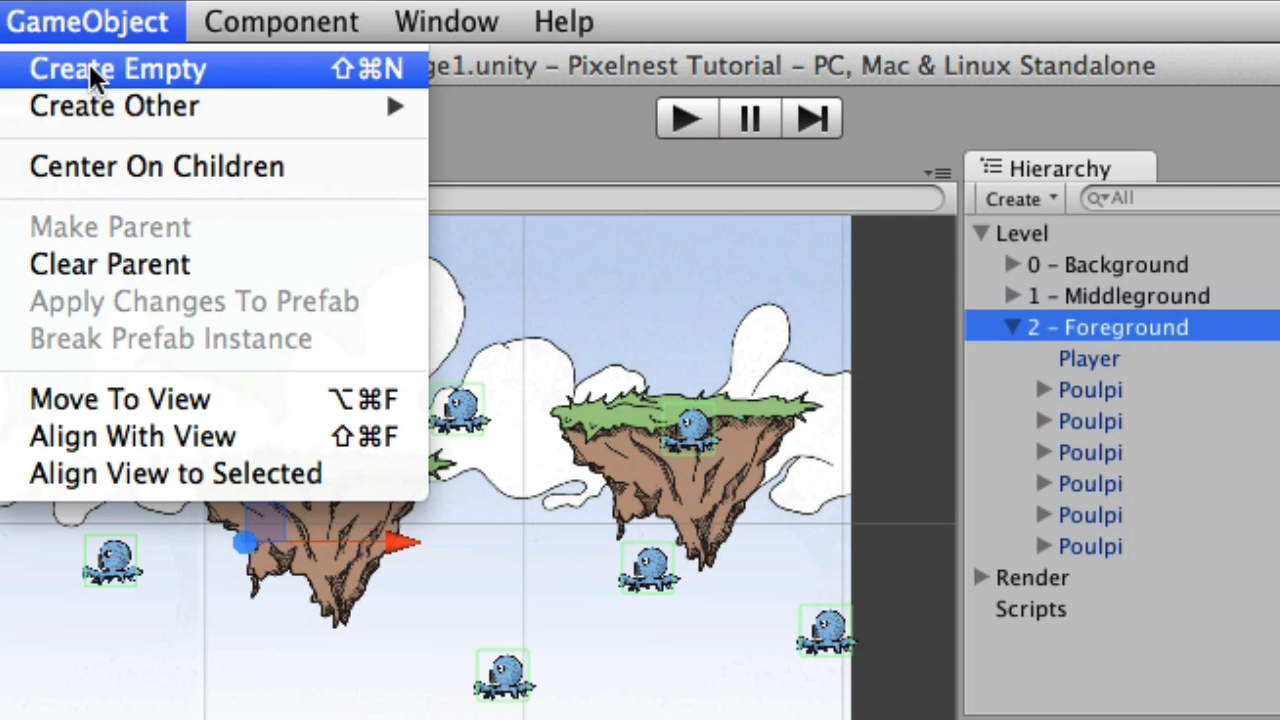 GameObject Component Window Help
Create Empty ⇧⌘N
ge1.unity – Pixelnest Tutorial – PC, Mac & Linux Standalone
Create Other
Center On Children
Make Parent
Clear Parent
Apply Changes To Prefab
Break Prefab Instance
Move To View ⌥⌘F
Align With View ⇧⌘F
Align View to Selected
Hierarchy
Create All
Level
0 – Background
1 – Middleground
2 – Foreground
Player
Poulpi
Poulpi
Poulpi
Poulpi
Poulpi
Poulpi
Render
Scripts